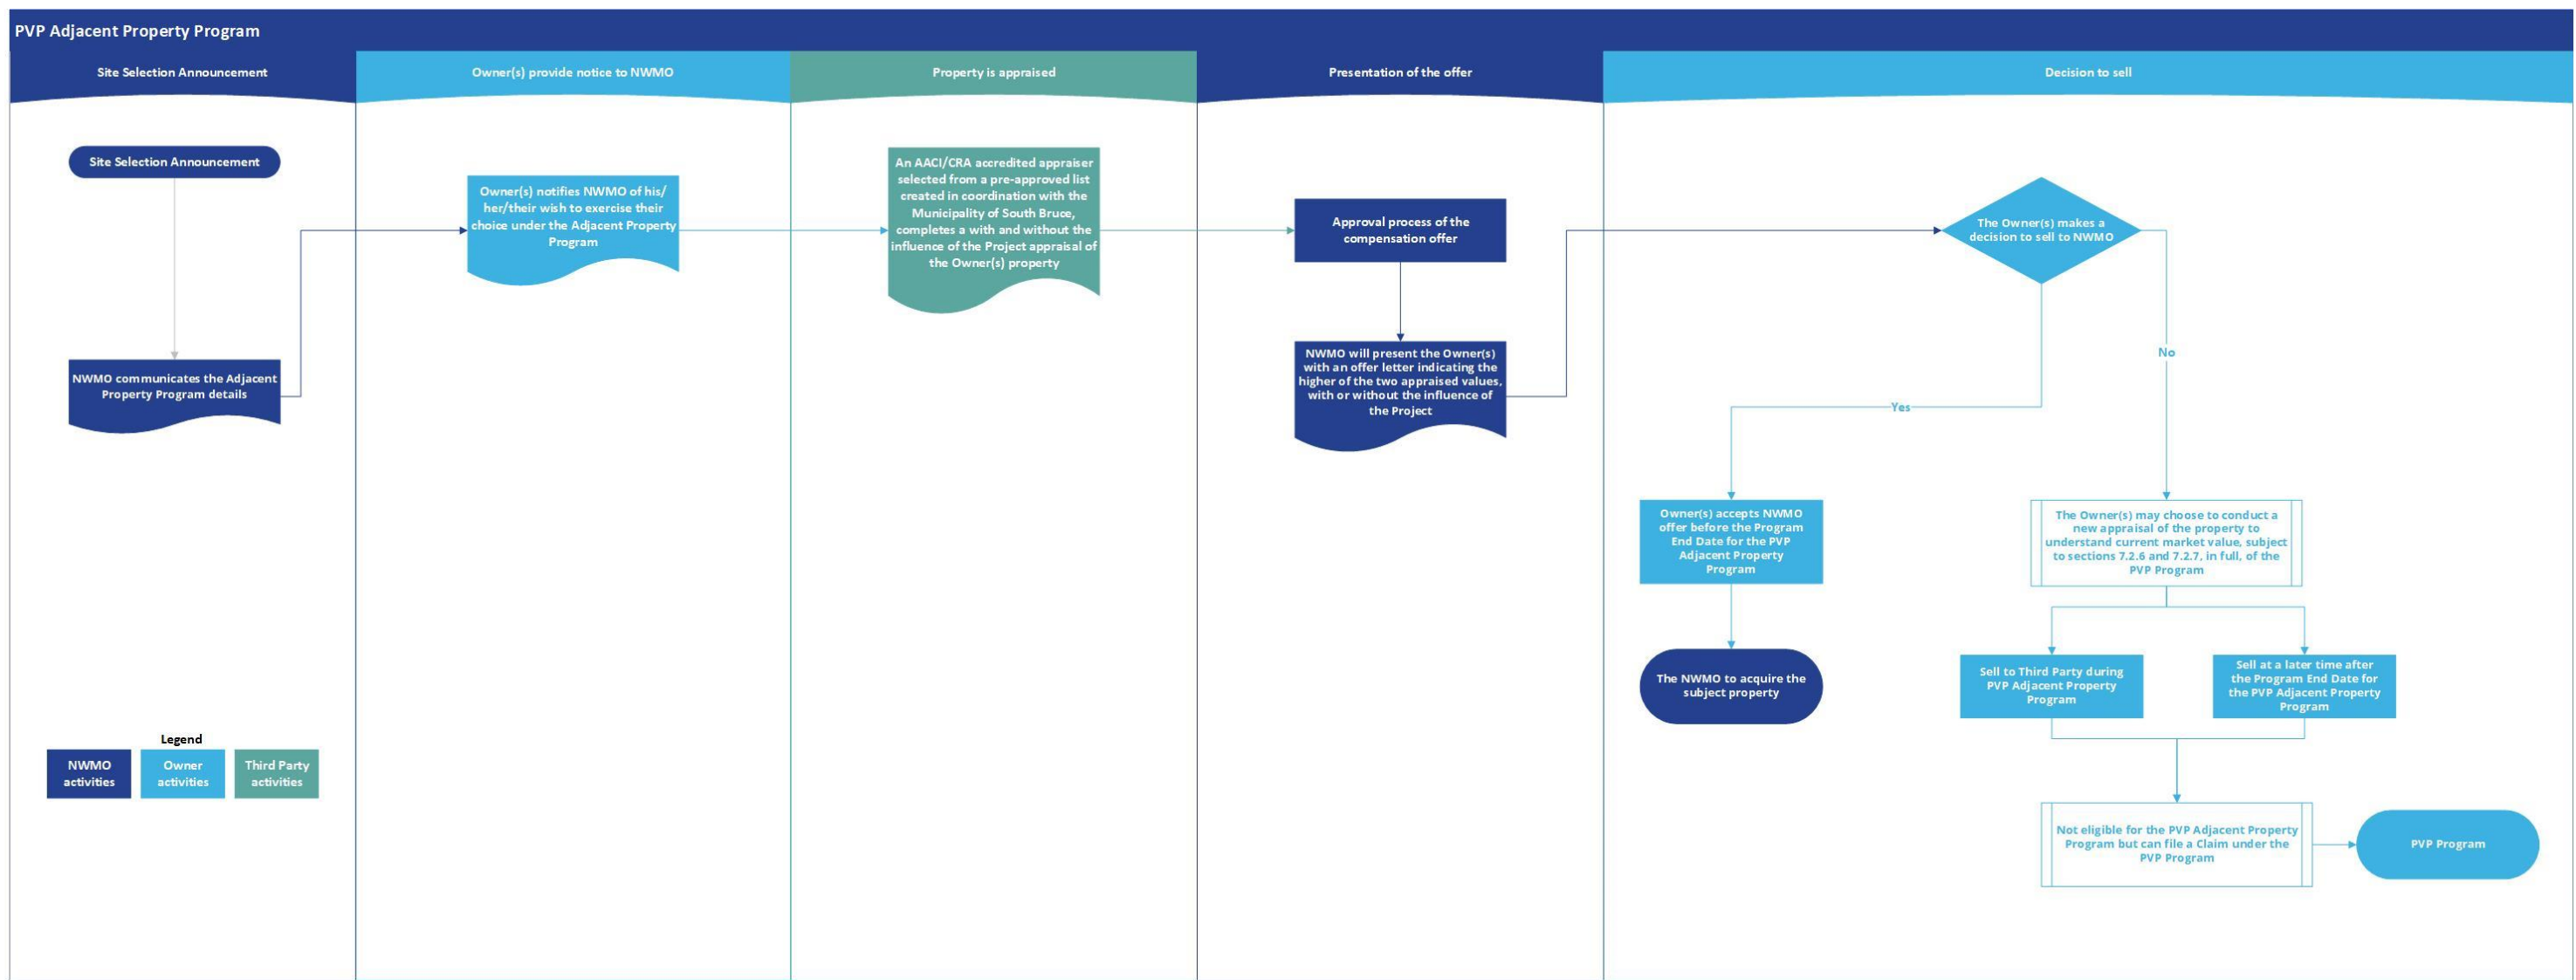 PVP Adjacent Property Program
Site Selection Announcement
Owner(s) provide notice to NWMO
Property is appraised
Presentation of the offer
Decision to sell
Site Selection Announcement
NWMO communicates the Adjacent
Property Program details
Owner(s) notifies NWMO of his/
her/their wish to exercise their
choice under the Adjacent Property
Program
An AACI/CRA accredited appraiser
selected from a pre-approved list
created in coordination with the
Municipality of South Bruce,
completes a with and without the
influence of the Project appraisal of
the Owner(s) property
Approval process of the
compensation offer
NWMO will present the Owner(s)
with an offer letter indicating the
higher of the two appraised values,
with or without the influence of
the Project
The Owner(s) makes a
decision to sell to NWMO
No
Yes
Owner(s) accepts NWMO
offer before the Program
End Date for the PVP
Adjacent Property
Program
The NWMO to acquire the
subject property
The Owner(s) may choose to conduct a
new appraisal of the property to
understand current market value, subject
to sections 7.2.6 and 7.2.7, in full, of the
PVP Program
Sell to Third Party during
PVP Adjacent Property
Program
Sell at a later time after
the Program End Date for
the PVP Adjacent Property
Program
Not eligible for the PVP Adjacent Property
Program but can file a Claim under the
PVP Program
PVP Program
Legend
NWMO
activities
Owner
activities
Third Party
activities